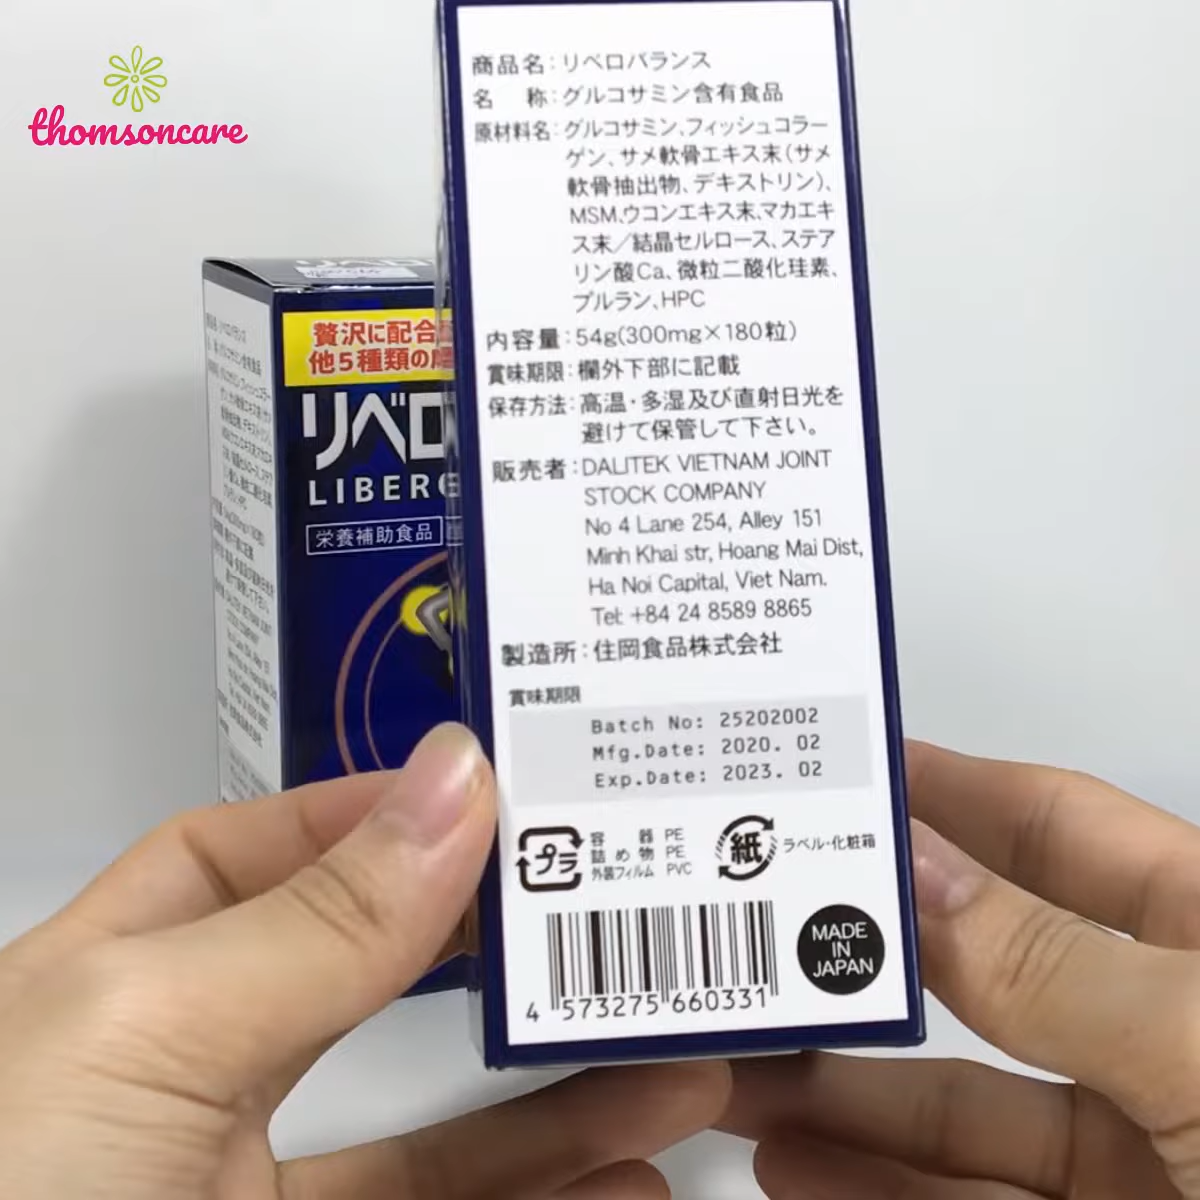 thomsoncare
商品名:リベロバランス
名 称:グルコサミン含有食品
原材料名:グルコサミン、フィッシュコラー
ゲン、サメ軟骨エキス末(サメ
軟骨抽出物、デキストリン)、
MSM、ウコンエキス末、マカエキ
ス末/結晶セルロース、ステア
リン酸Ca、微粒二酸化珪素、
プルラン、HPC
内容量:54g(300mg×180粒)
賞味期限:欄外下部に記載
保存方法:高温・多湿及び直射日光を
避けて保管して下さい。
販売者:DALITEK VIETNAM JOINT
STOCK COMPANY
No 4 Lane 254, Alley 151
Minh Khai str, Hoang Mai Dist,
Ha Noi Capital, Viet Nam.
Tel: +84 24 8589 8865
製造所:住岡食品株式会社
賞味期限
Batch No: 25202002
Mfg.Date: 2020. 02
Exp.Date: 2023. 02
プラ
容 器 PE
詰め物 PE
外装フィルム PVC
紙
ラベル・化粧箱
4 573275 660331
MADE
IN
JAPAN
贅沢に配合
他5種類の
リベロ
LIBERO
栄養補助食品